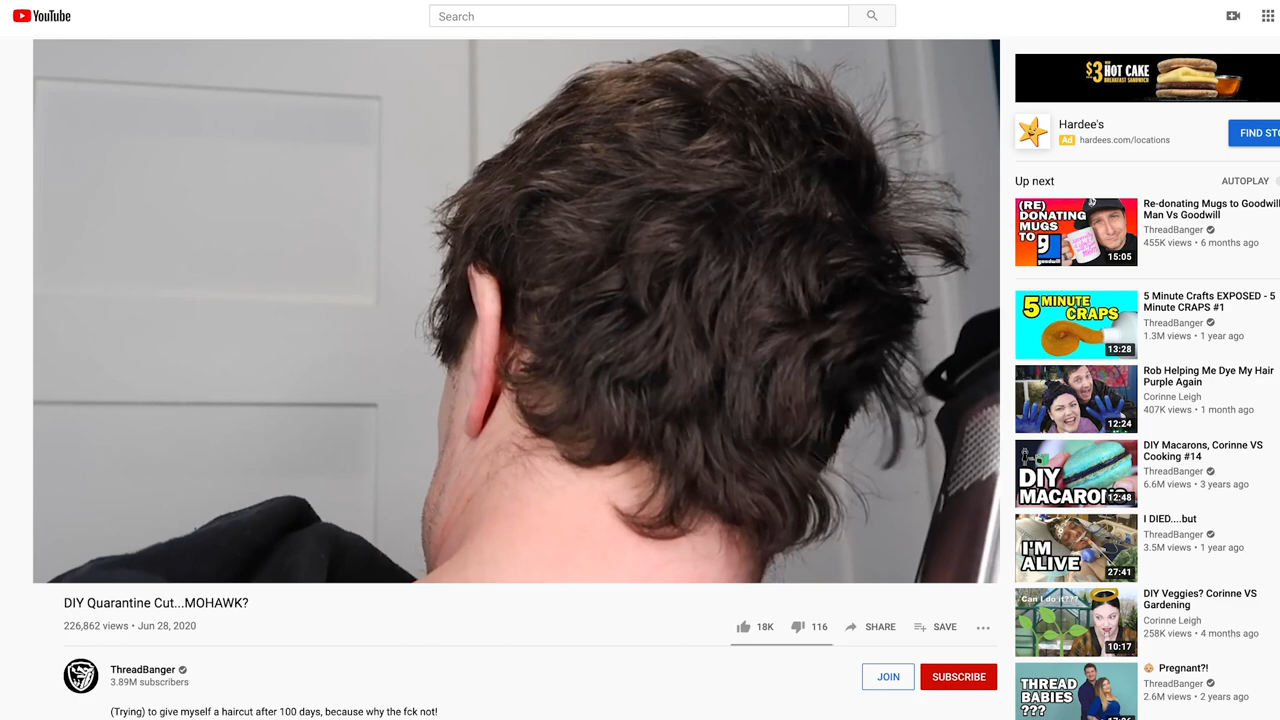 YouTube
Search
$3 HOT CAKE
BREAKFAST SANDWICH
Hardee's
Ad hardees.com/locations
FIND STO
Up next
AUTOPLAY
(RE)
DONATING
MUGS
TO
goodwill
15:05
Re-donating Mugs to Goodwill
Man Vs Goodwill
ThreadBanger
455K views • 6 months ago
5 MINUTE
CRAPS
13:28
5 Minute Crafts EXPOSED - 5
Minute CRAPS #1
ThreadBanger
1.3M views • 1 year ago
12:24
Rob Helping Me Dye My Hair
Purple Again
Corinne Leigh
407K views • 1 month ago
DIY
MACARON
12:48
DIY Macarons, Corinne VS
Cooking #14
ThreadBanger
6.6M views • 3 years ago
I'M
ALIVE
27:41
I DIED....but
ThreadBanger
3.5M views • 1 year ago
Can I do it???
10:17
DIY Veggies? Corinne VS
Gardening
Corinne Leigh
258K views • 4 months ago
THREAD
BABIES
???
Pregnant?!
ThreadBanger
2.6M views • 2 years ago
DIY Quarantine Cut...MOHAWK?
226,862 views • Jun 28, 2020
18K
116
SHARE
SAVE
ThreadBanger
3.89M subscribers
JOIN
SUBSCRIBE
(Trying) to give myself a haircut after 100 days, because why the fck not!